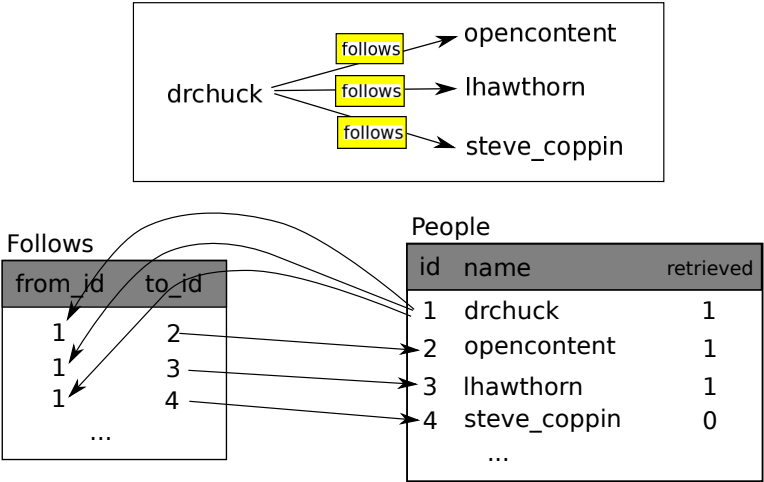 opencontent
follows
drchuck
follows
lhawthorn
follows
steve_coppin
Follows
from_id to_id
1 2
1 3
1 4
...
People
id name retrieved
1 drchuck 1
2 opencontent 1
3 lhawthorn 1
4 steve_coppin 0
...